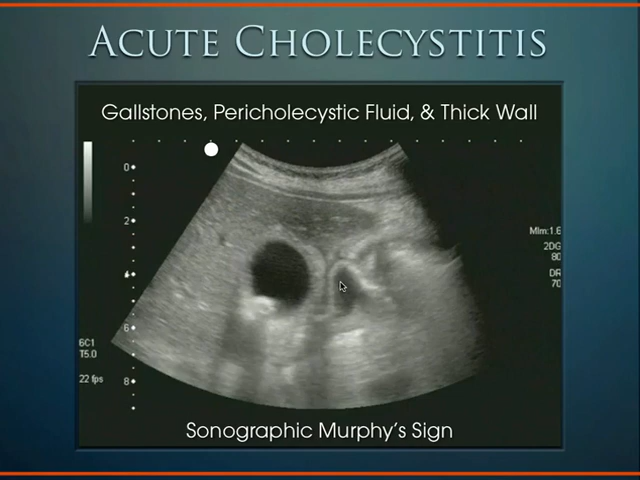 ACUTE CHOLECYSTITIS
Gallstones, Pericholecystic Fluid, & Thick Wall
0
2
4
6
8
MIm:1.6
2DG
80
DR
70
6C1
T5.0
22 fps
Sonographic Murphy's Sign